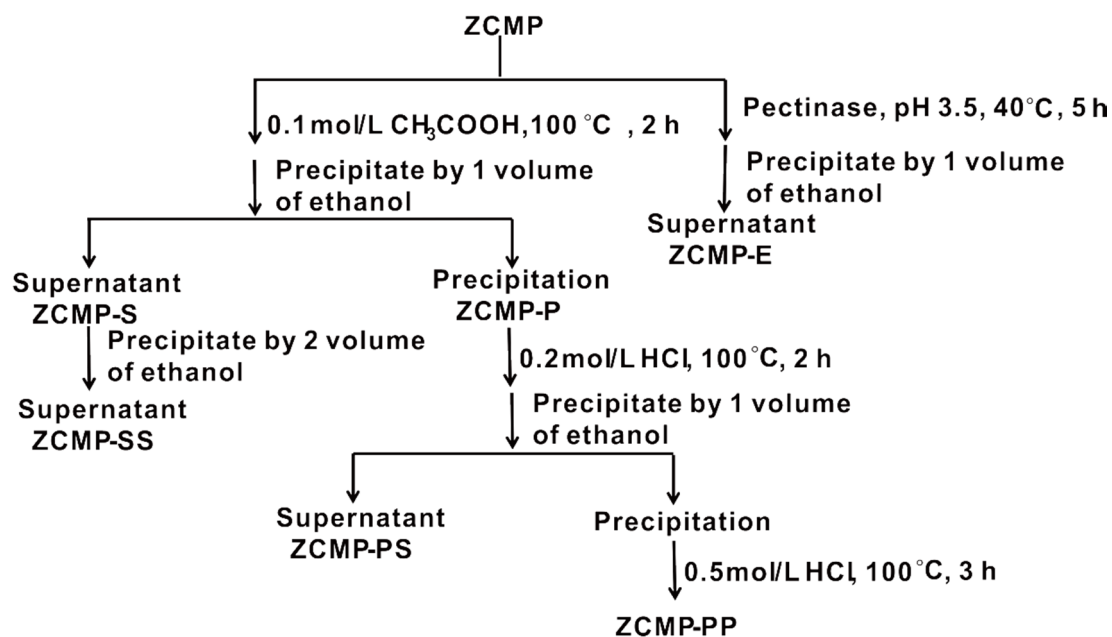 ZCMP
0.1mol/L CH₃COOH,100 °C , 2 h
Pectinase, pH 3.5, 40°C, 5 h
Precipitate by 1 volume
of ethanol
Precipitate by 1 volume
of ethanol
Supernatant
ZCMP-E
Supernatant
ZCMP-S
Precipitation
ZCMP-P
Precipitate by 2 volume
of ethanol
0.2mol/L HCl, 100°C, 2 h
Supernatant
ZCMP-SS
Precipitate by 1 volume
of ethanol
Supernatant
ZCMP-PS
Precipitation
0.5mol/L HCl, 100°C, 3 h
ZCMP-PP